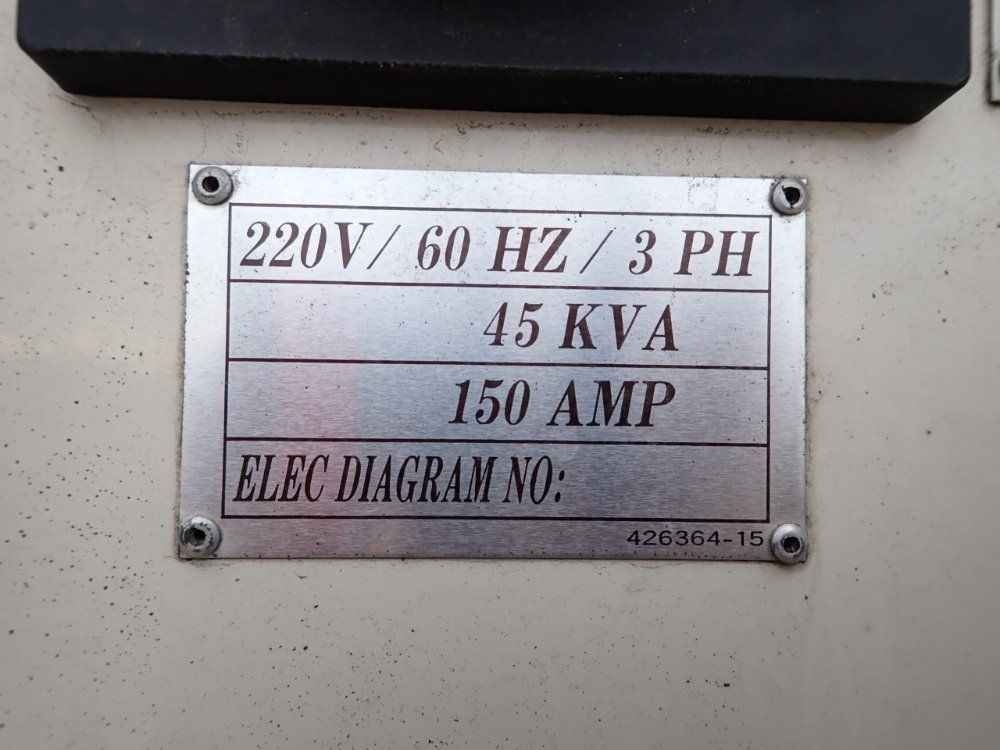 220V/ 60 HZ / 3 PH
45 KVA
150 AMP
ELEC DIAGRAM NO:
426364-15